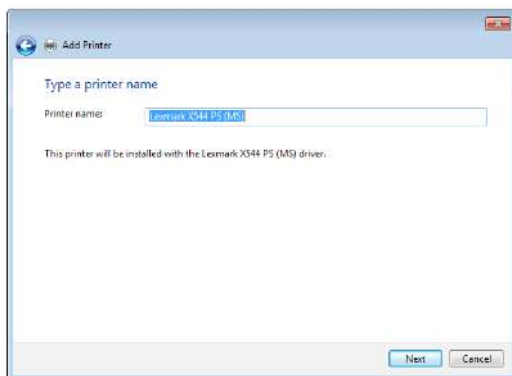 Add Printer
Type a printer name
Printer name: Lexmark X544 PS (MS)
This printer will be installed with the Lexmark X544 PS (MS) driver.
Next Cancel